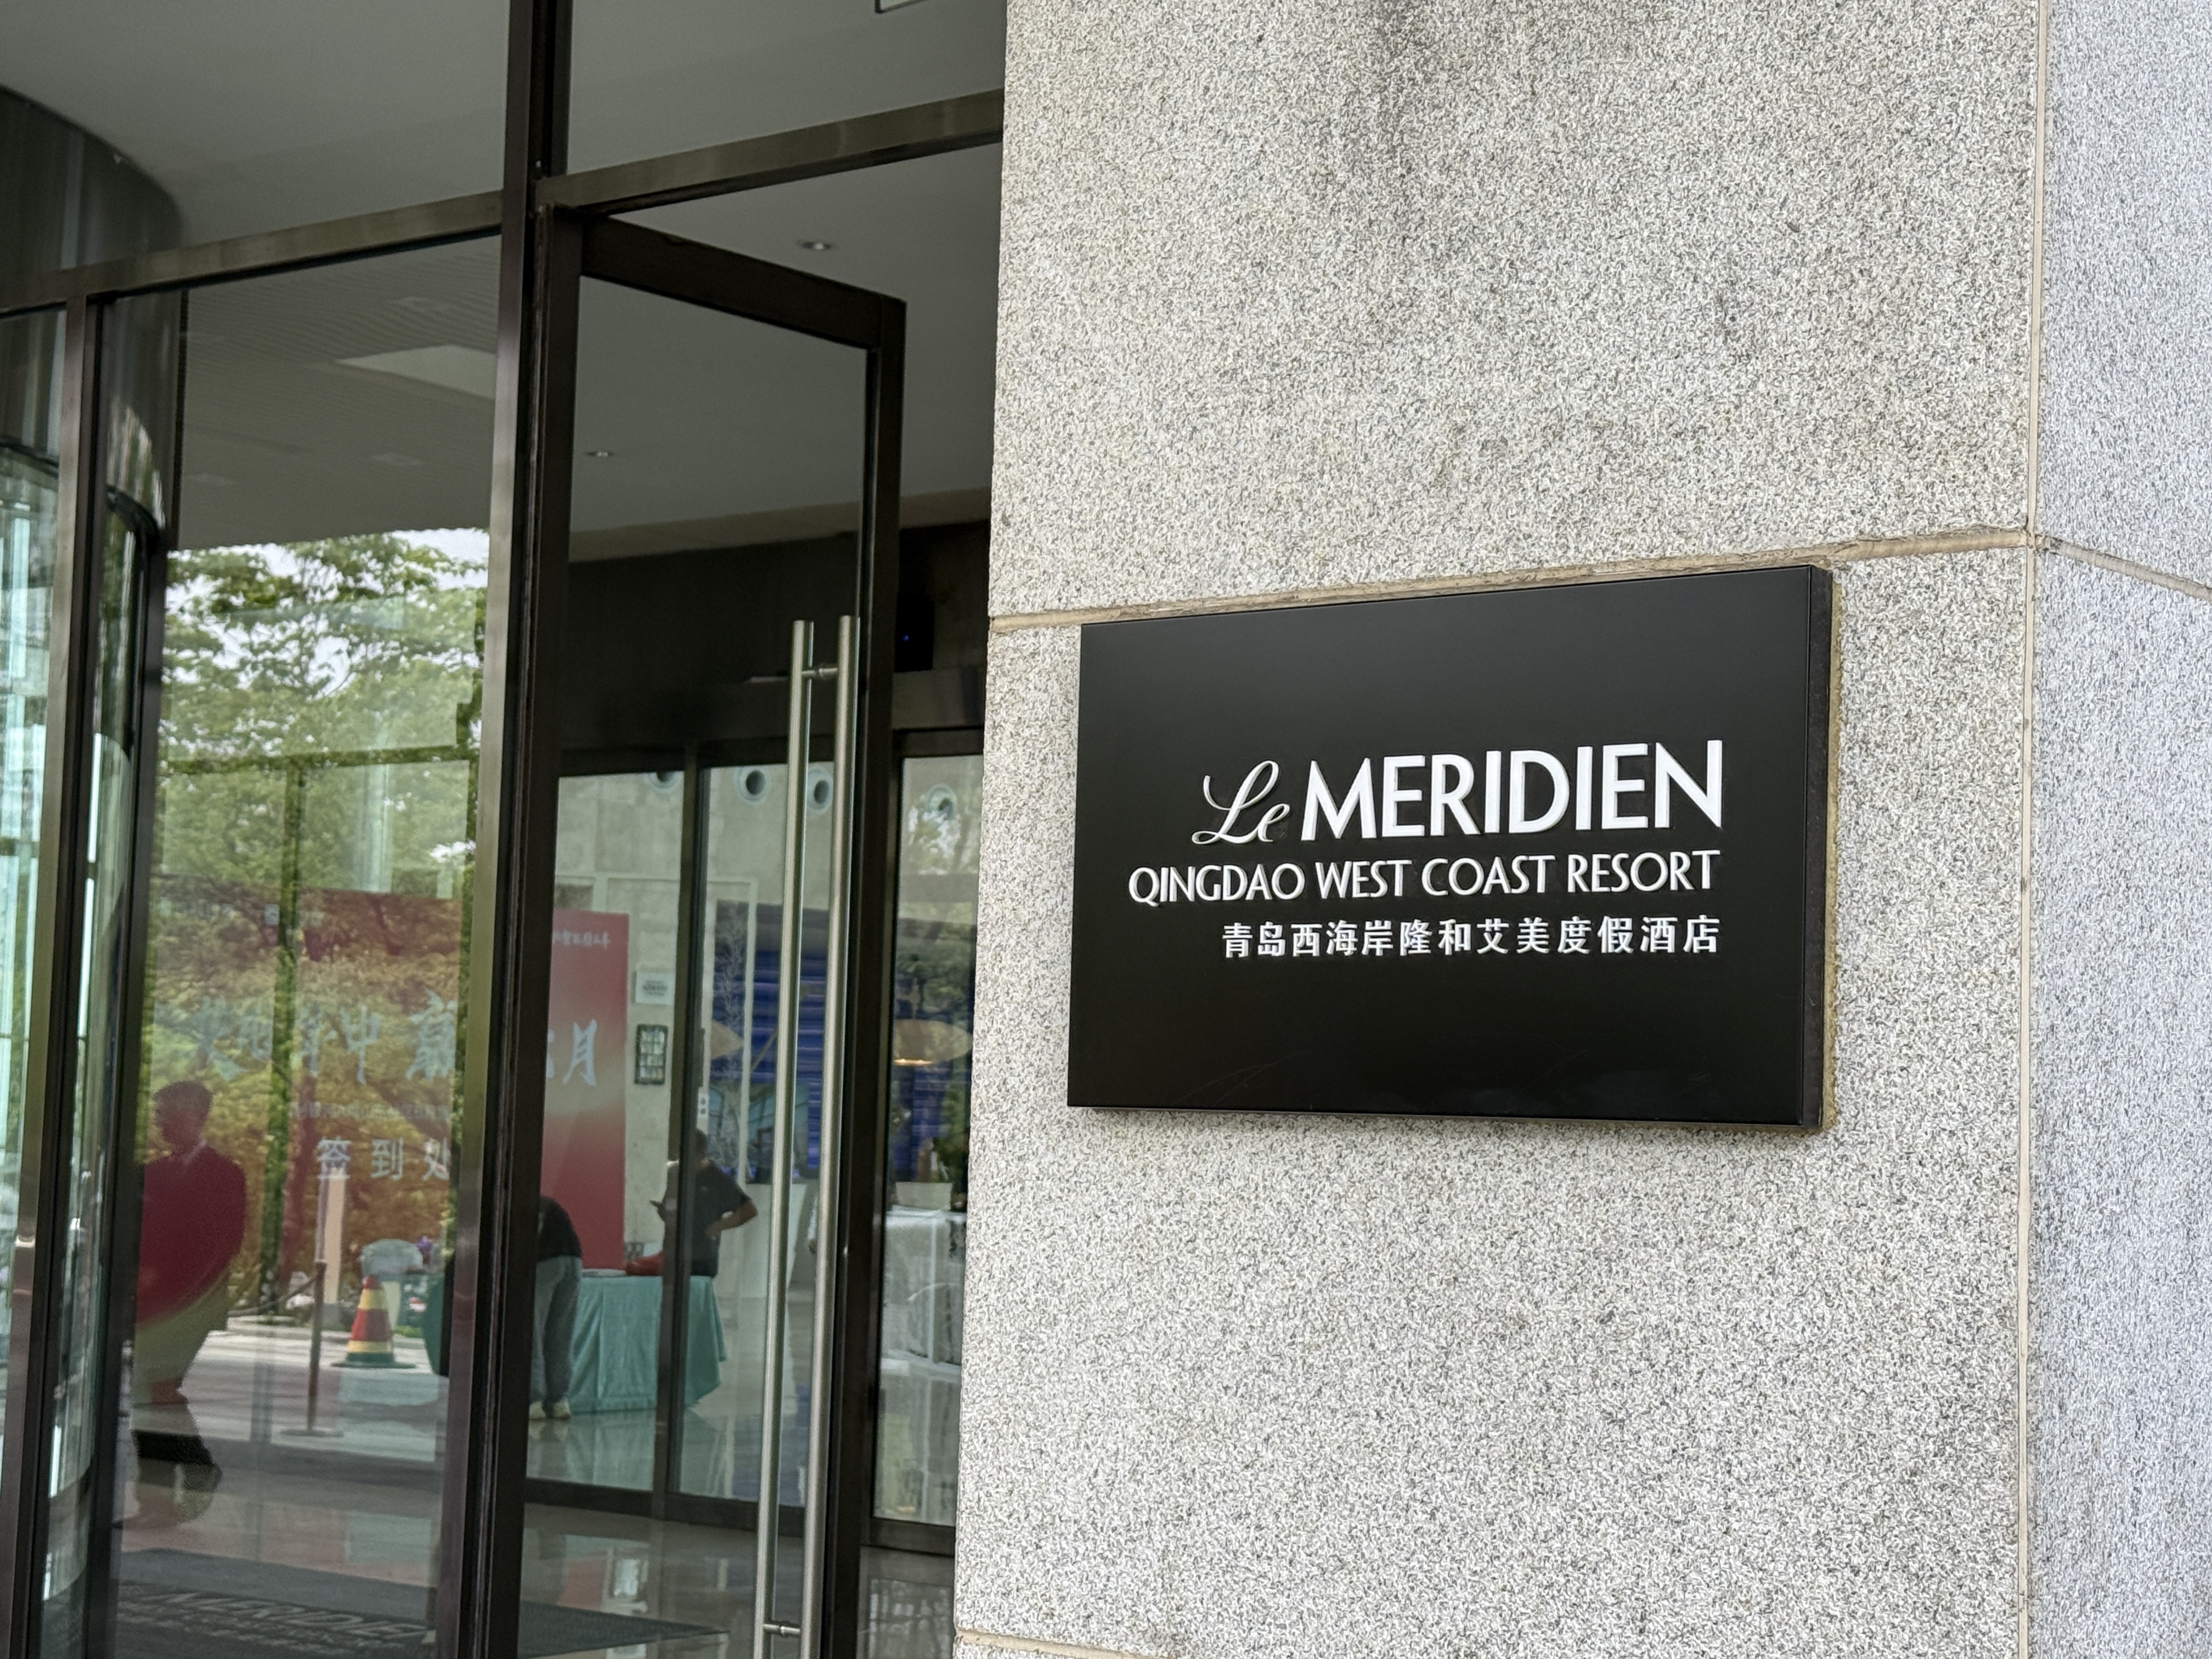 Le MERIDIEN
QINGDAO WEST COAST RESORT
青岛西海岸隆和艾美度假酒店
签到处
MERIDIEN